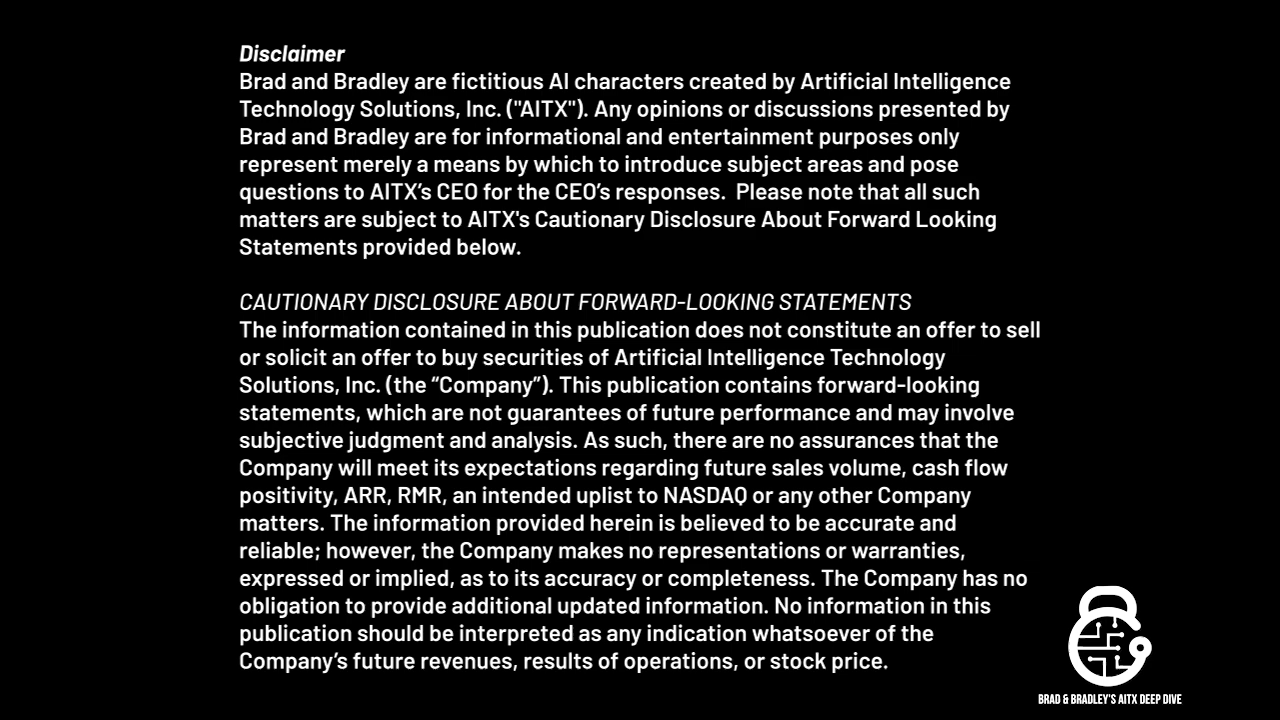 Disclaimer
Brad and Bradley are fictitious AI characters created by Artificial Intelligence
Technology Solutions, Inc. ("AITX"). Any opinions or discussions presented by
Brad and Bradley are for informational and entertainment purposes only
represent merely a means by which to introduce subject areas and pose
questions to AITX’s CEO for the CEO’s responses.  Please note that all such
matters are subject to AITX's Cautionary Disclosure About Forward Looking
Statements provided below.
CAUTIONARY DISCLOSURE ABOUT FORWARD-LOOKING STATEMENTS
The information contained in this publication does not constitute an offer to sell
or solicit an offer to buy securities of Artificial Intelligence Technology
Solutions, Inc. (the “Company”). This publication contains forward-looking
statements, which are not guarantees of future performance and may involve
subjective judgment and analysis. As such, there are no assurances that the
Company will meet its expectations regarding future sales volume, cash flow
positivity, ARR, RMR, an intended uplist to NASDAQ or any other Company
matters. The information provided herein is believed to be accurate and
reliable; however, the Company makes no representations or warranties,
expressed or implied, as to its accuracy or completeness. The Company has no
obligation to provide additional updated information. No information in this
publication should be interpreted as any indication whatsoever of the
Company’s future revenues, results of operations, or stock price.
BRAD & BRADLEY'S AITX DEEP DIVE